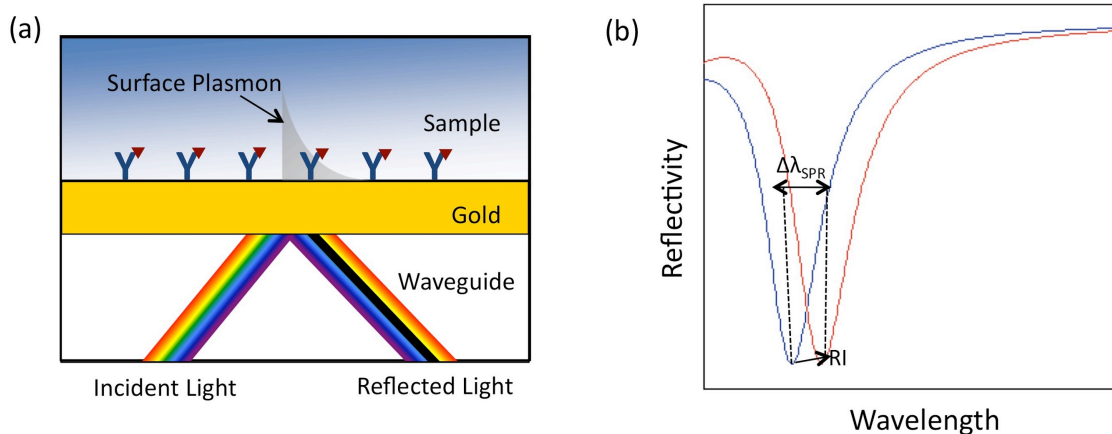 (a)
Surface Plasmon
Sample
Gold
Waveguide
Incident Light
Reflected Light
(b)
Reflectivity
ΔλSPR
RI
Wavelength